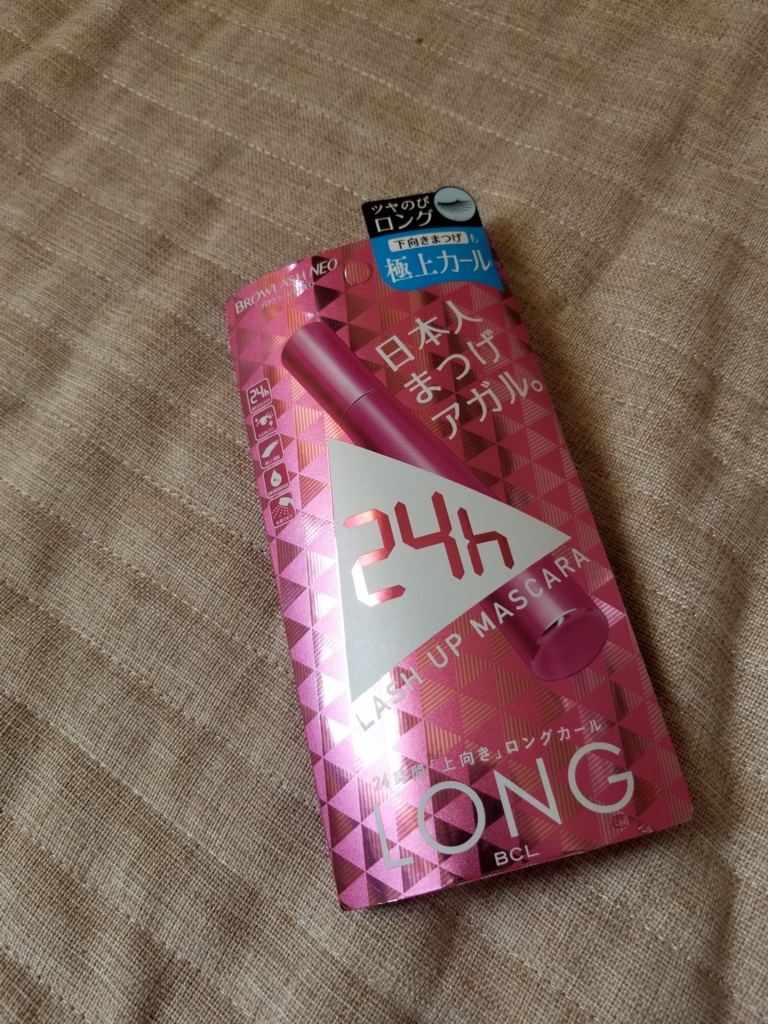 ツヤのび
ロング
下向きまつげも
極上カール
BROWLASH NEO
日本人
まつげ
アガル。
24h
24h
LASH UP MASCARA
24時間「上向き」ロングカール
LONG
BCL